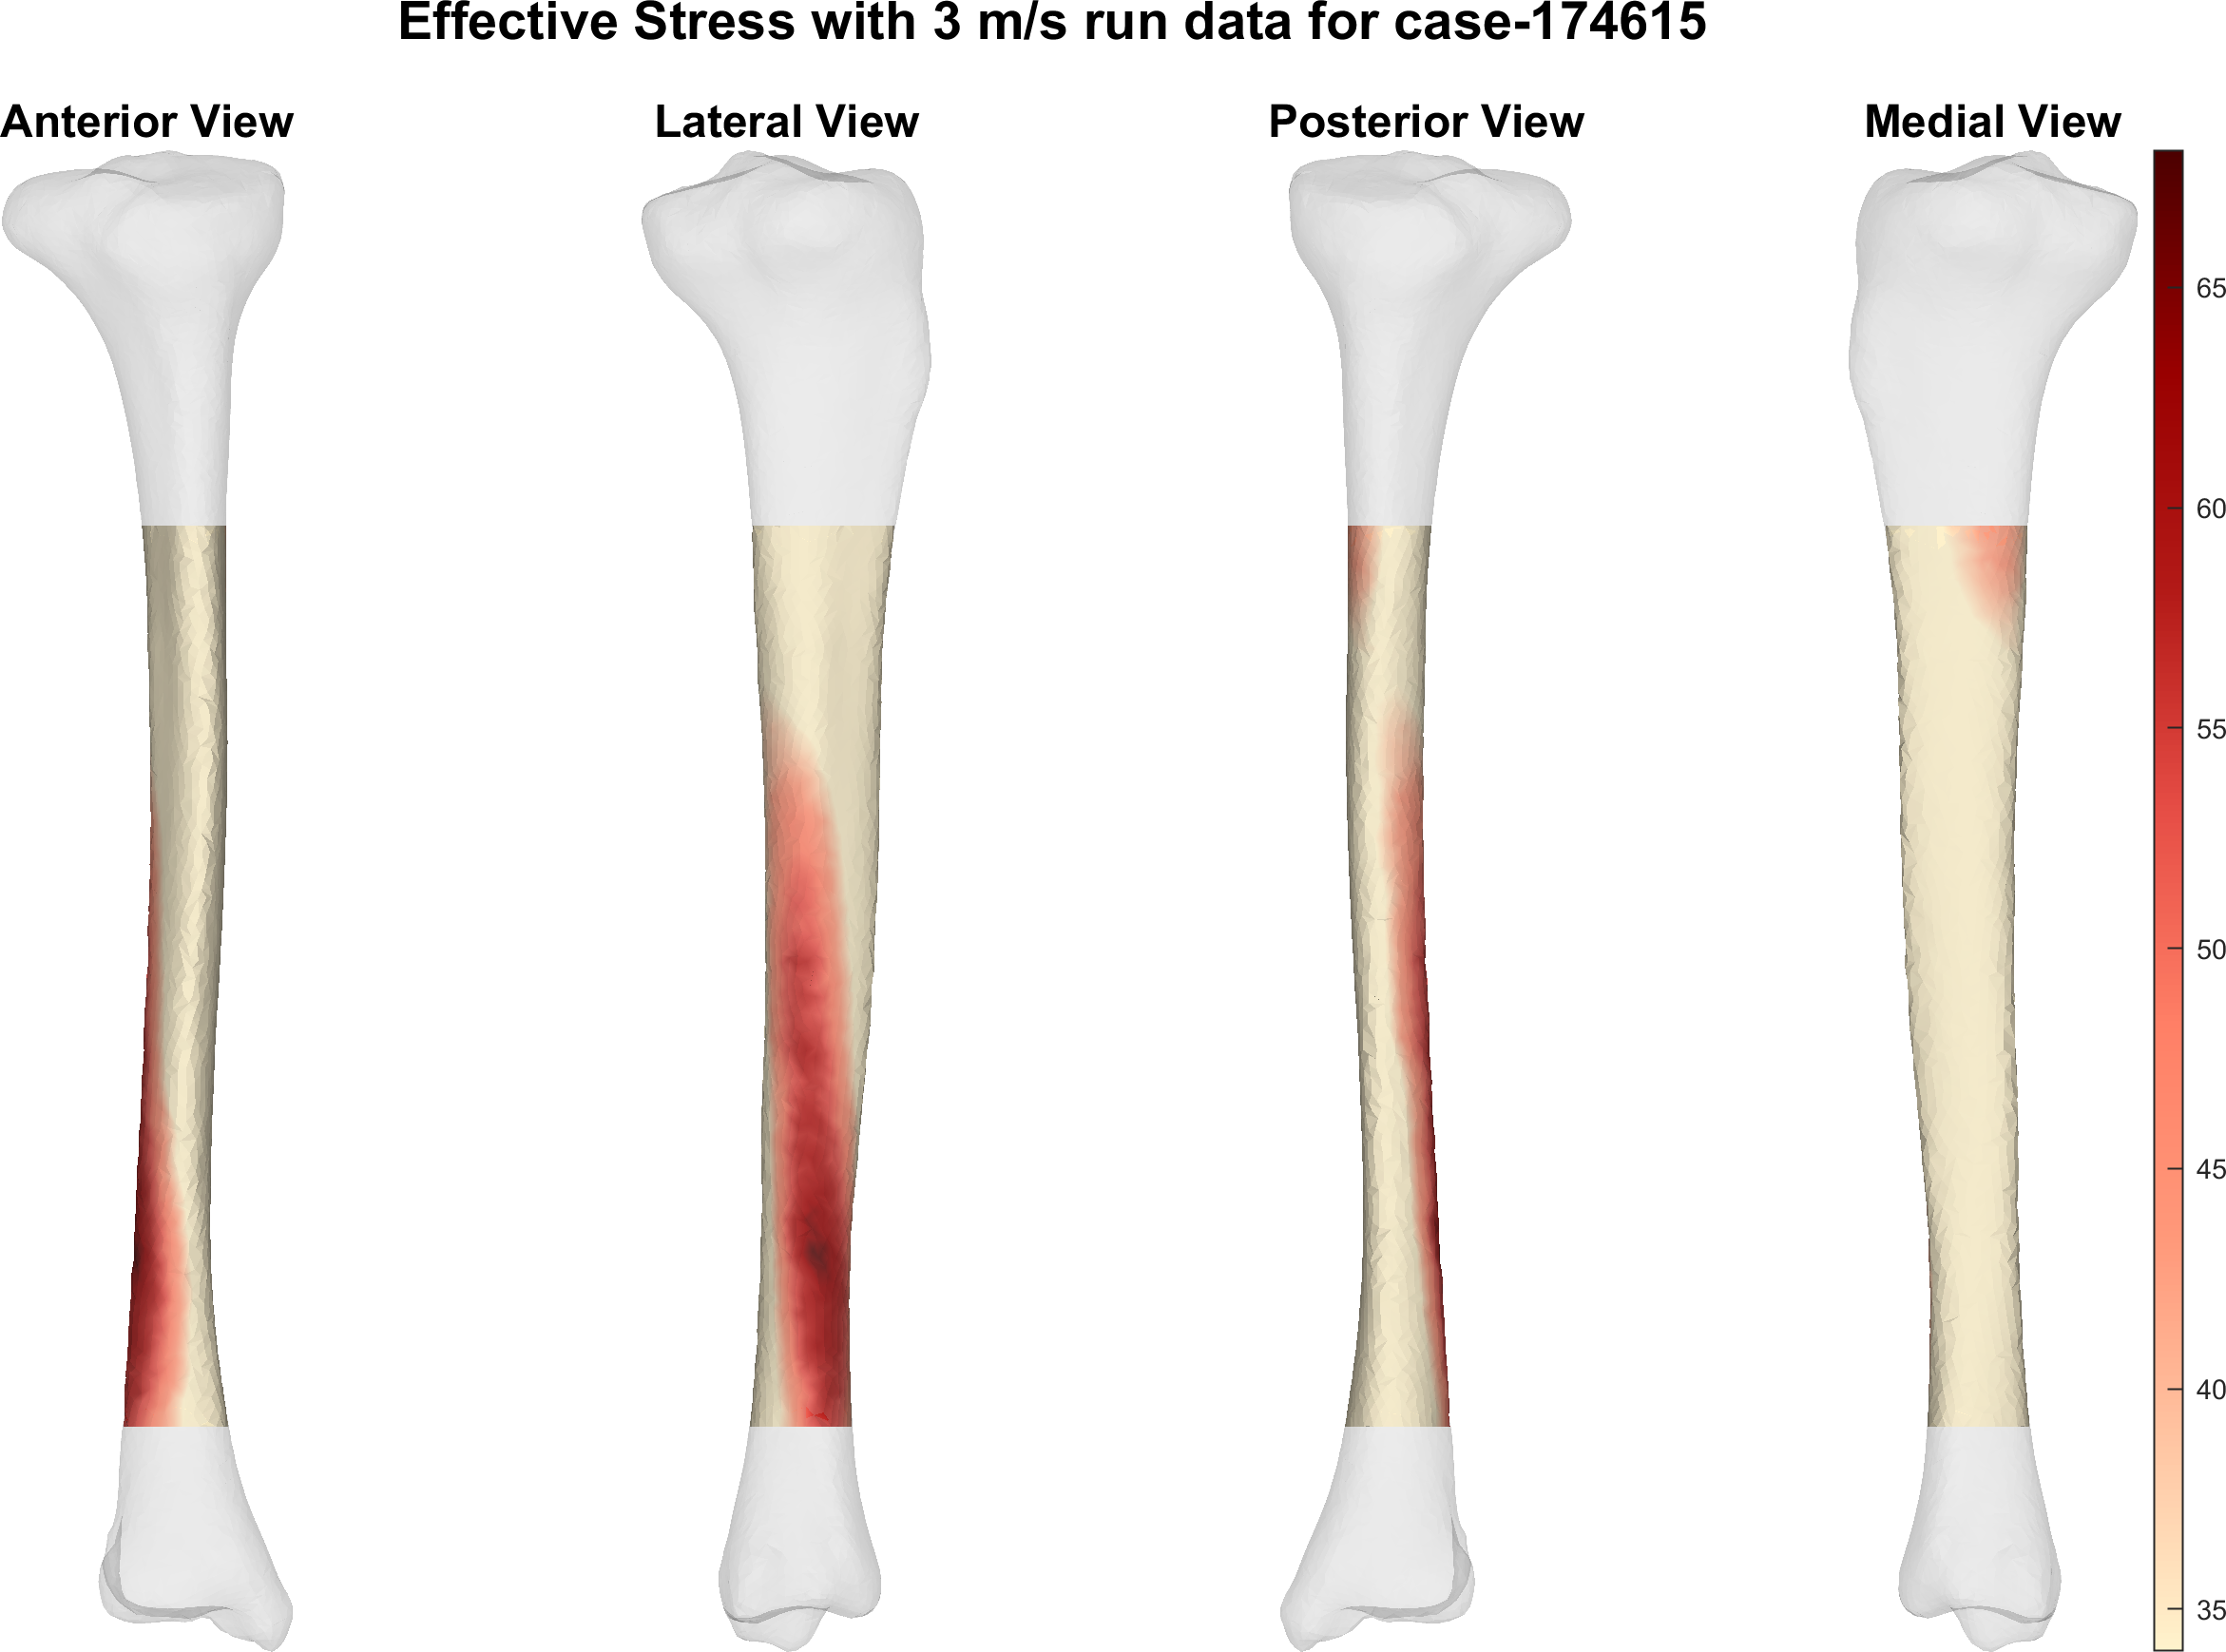 Effective Stress with 3 m/s run data for case-174615
Anterior View
Lateral View
Posterior View
Medial View
65
60
55
50
45
40
35